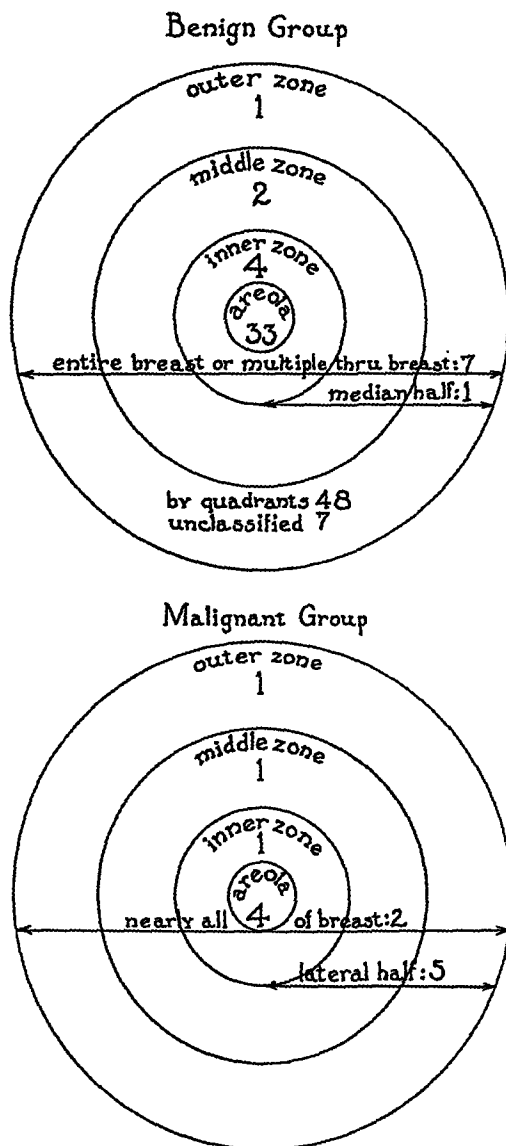 Benign Group
outer zone
1
middle zone
2
inner zone
4
areola
33
entire breast or multiple thru breast:7
median half:1
by quadrants 48
unclassified 7
Malignant Group
outer zone
1
middle zone
1
inner zone
1
areola
4
nearly all of breast:2
lateral half:5